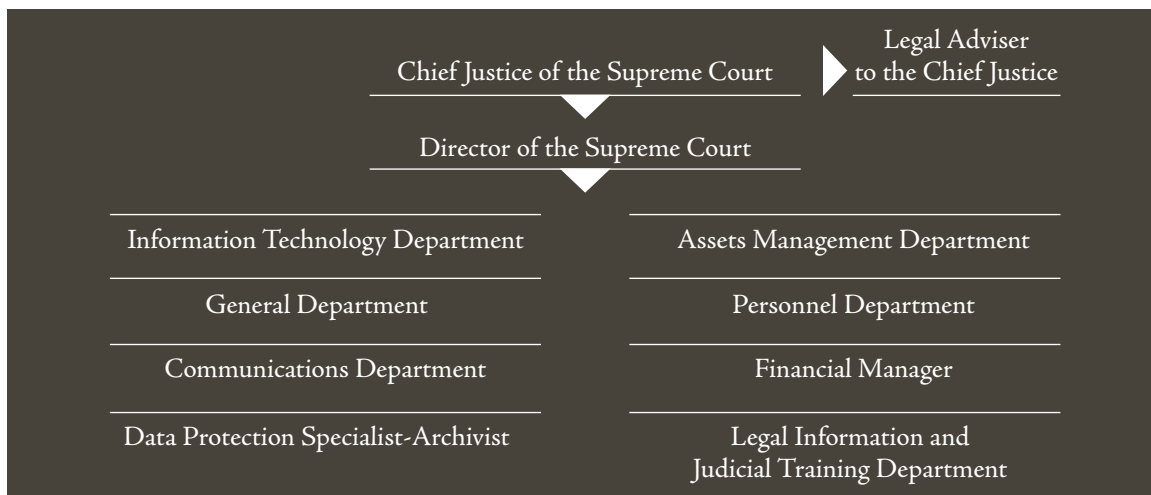 Chief Justice of the Supreme Court
Legal Adviser
to the Chief Justice
Director of the Supreme Court
Information Technology Department
Assets Management Department
General Department
Personnel Department
Communications Department
Financial Manager
Data Protection Specialist-Archivist
Legal Information and
Judicial Training Department